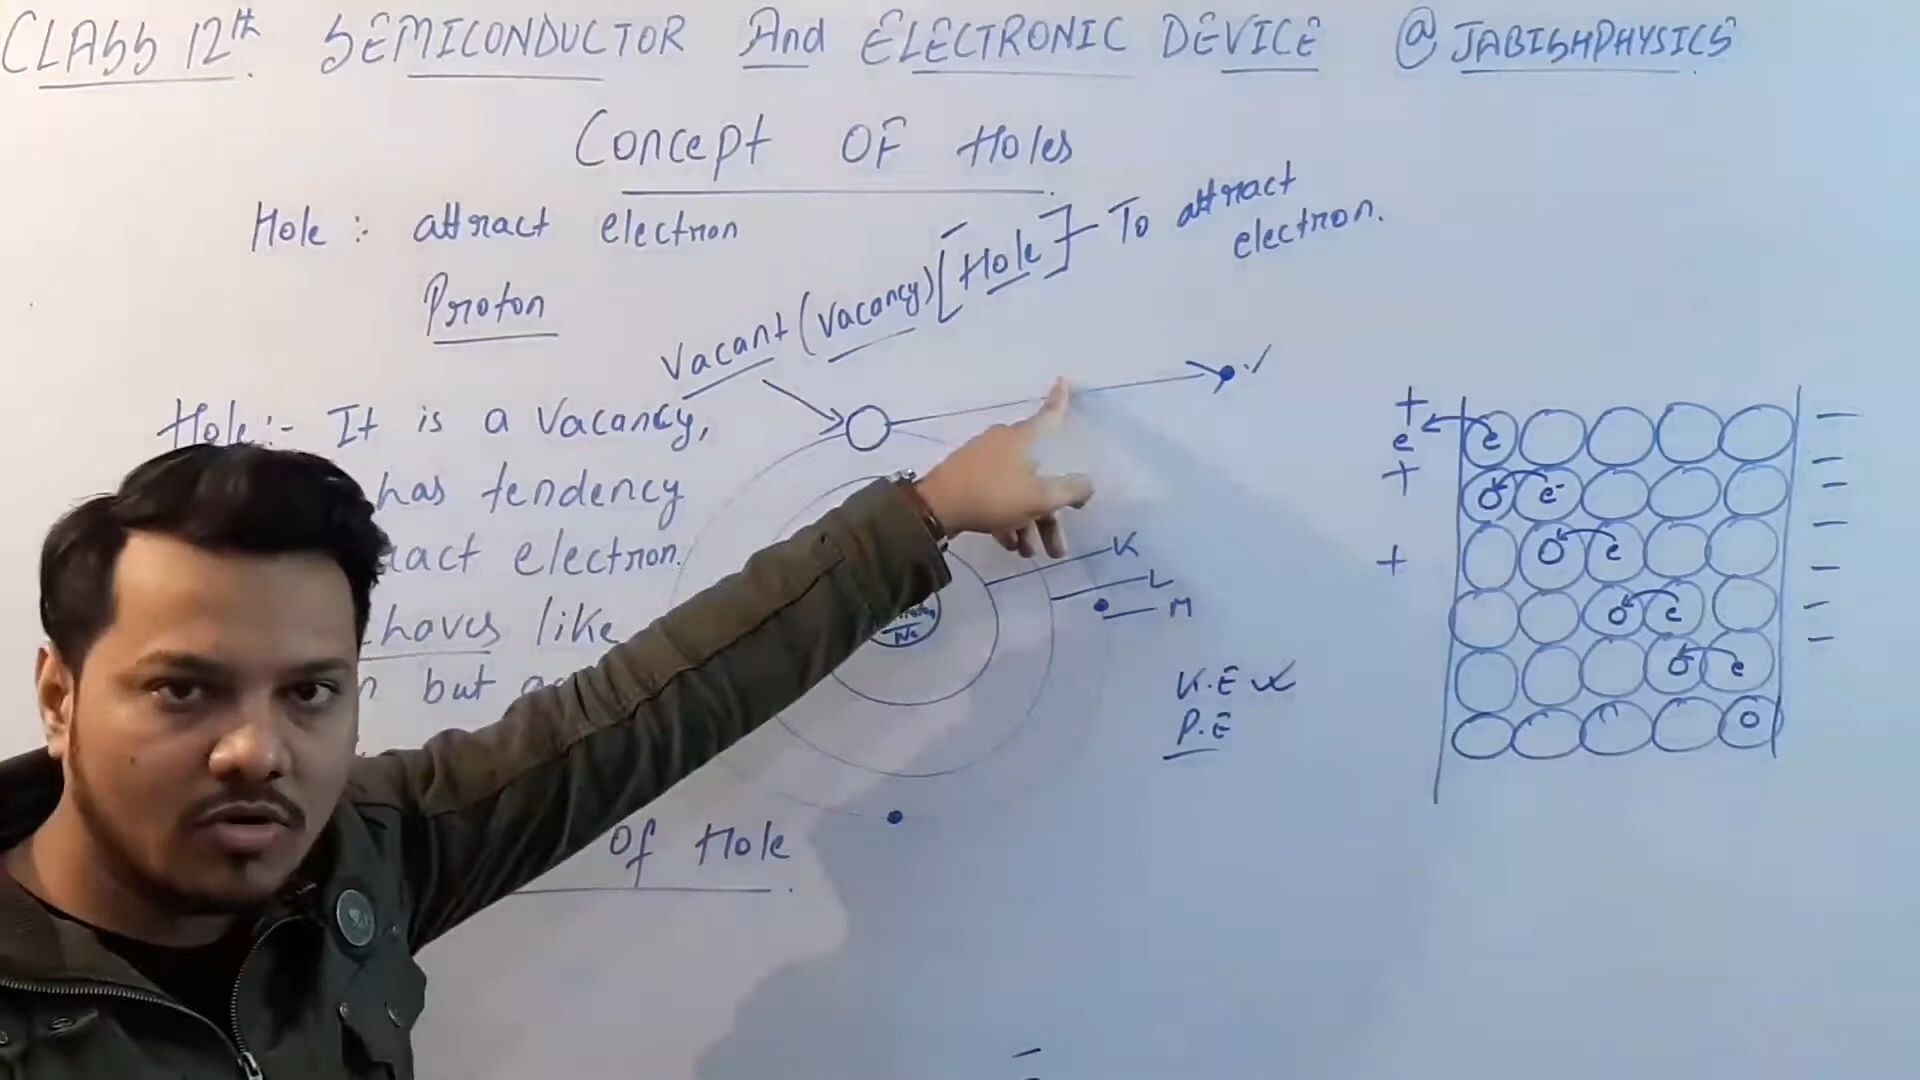 CLASS 12th SEMICONDUCTOR And ELECTRONIC DEVICE @JABISHPHYSICS
Concept OF Holes
Hole : attract electron
Proton
Vacant (Vacancy) [Hole] To attract
electron.
Hole:- It is a Vacancy,
has tendency
electron.
like
but
Of Hole
K
L
M
K.E
P.E
+ −
e e
+ −
O e- −
−
+ O e −
O e −
O e −
O